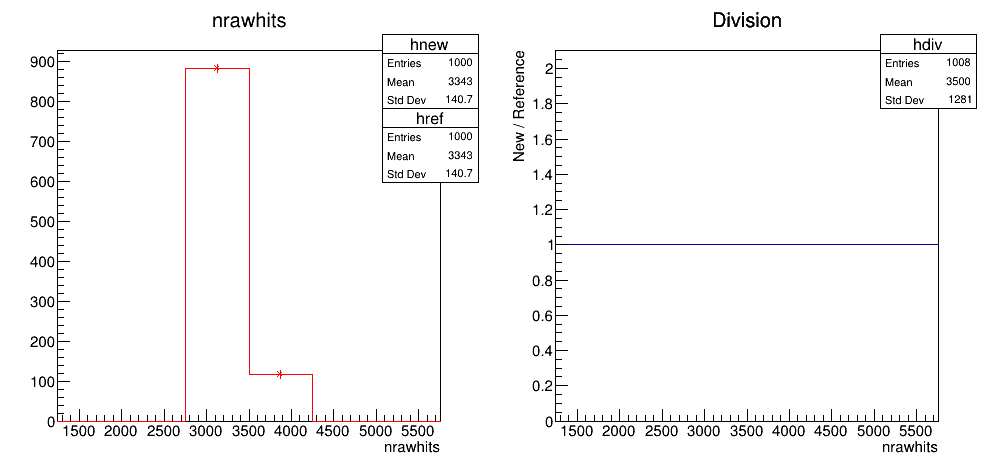 nrawhits
hnew
Entries 1000
Mean 3343
Std Dev 140.7
href
Entries 1000
Mean 3343
Std Dev 140.7
900
800
700
600
500
400
300
200
100
0
1500 2000 2500 3000 3500 4000 4500 5000 5500
nrawhits
Division
hdiv
Entries 1008
Mean 3500
Std Dev 1281
New / Reference
2
1.8
1.6
1.4
1.2
1
0.8
0.6
0.4
0.2
0
1500 2000 2500 3000 3500 4000 4500 5000 5500
nrawhits